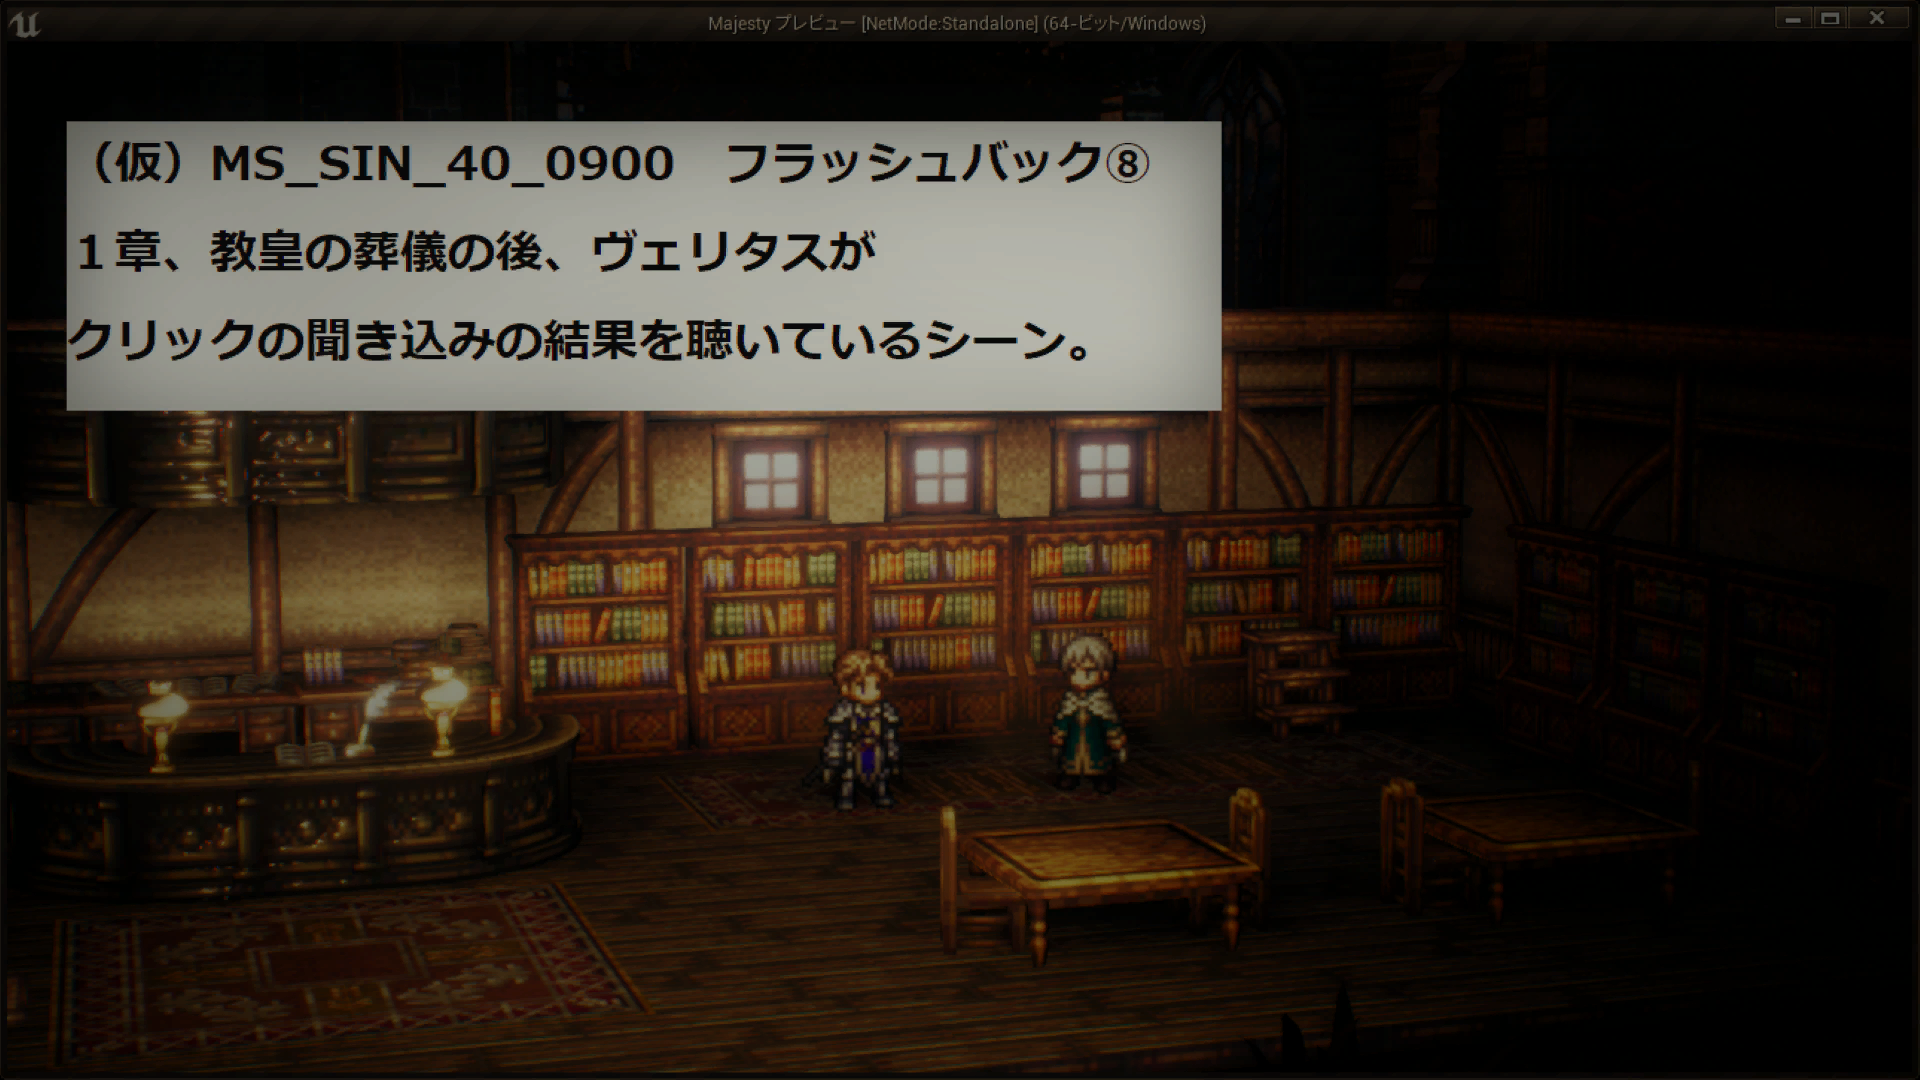 Majesty プレビュー [NetMode:Standalone] (64-ビット/Windows)
（仮）MS_SIN_40_0900　フラッシュバック⑧
１章、教皇の葬儀の後、ヴェリタスが
クリックの聞き込みの結果を聴いているシーン。